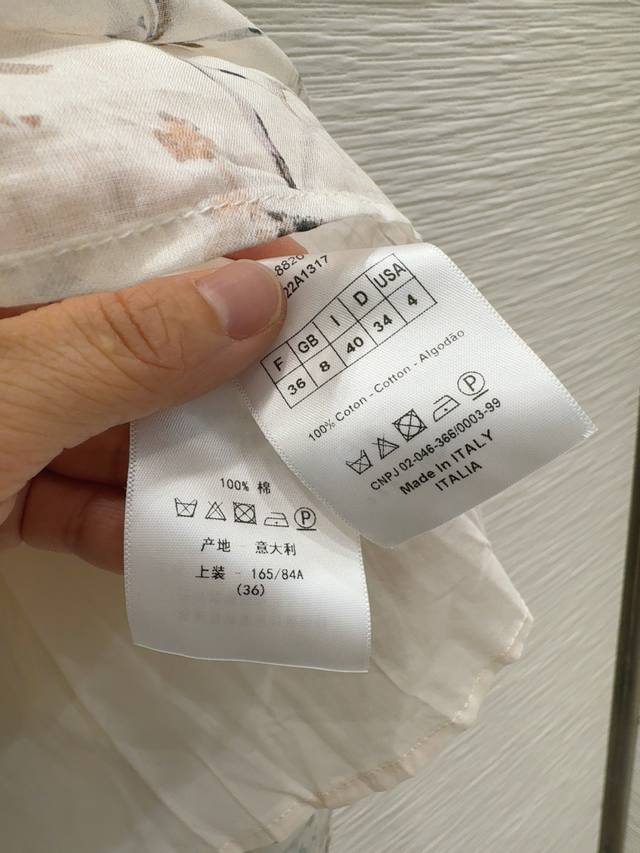 22A1317
F GB I D USA
36 8 40 34 4
100% Coton - Cotton - Algodão
P
CNPJ 02-046-366/0003-99
Made in ITALY
ITALIA
100% 棉
P
产地 - 意大利
上装 - 165/84A
(36)